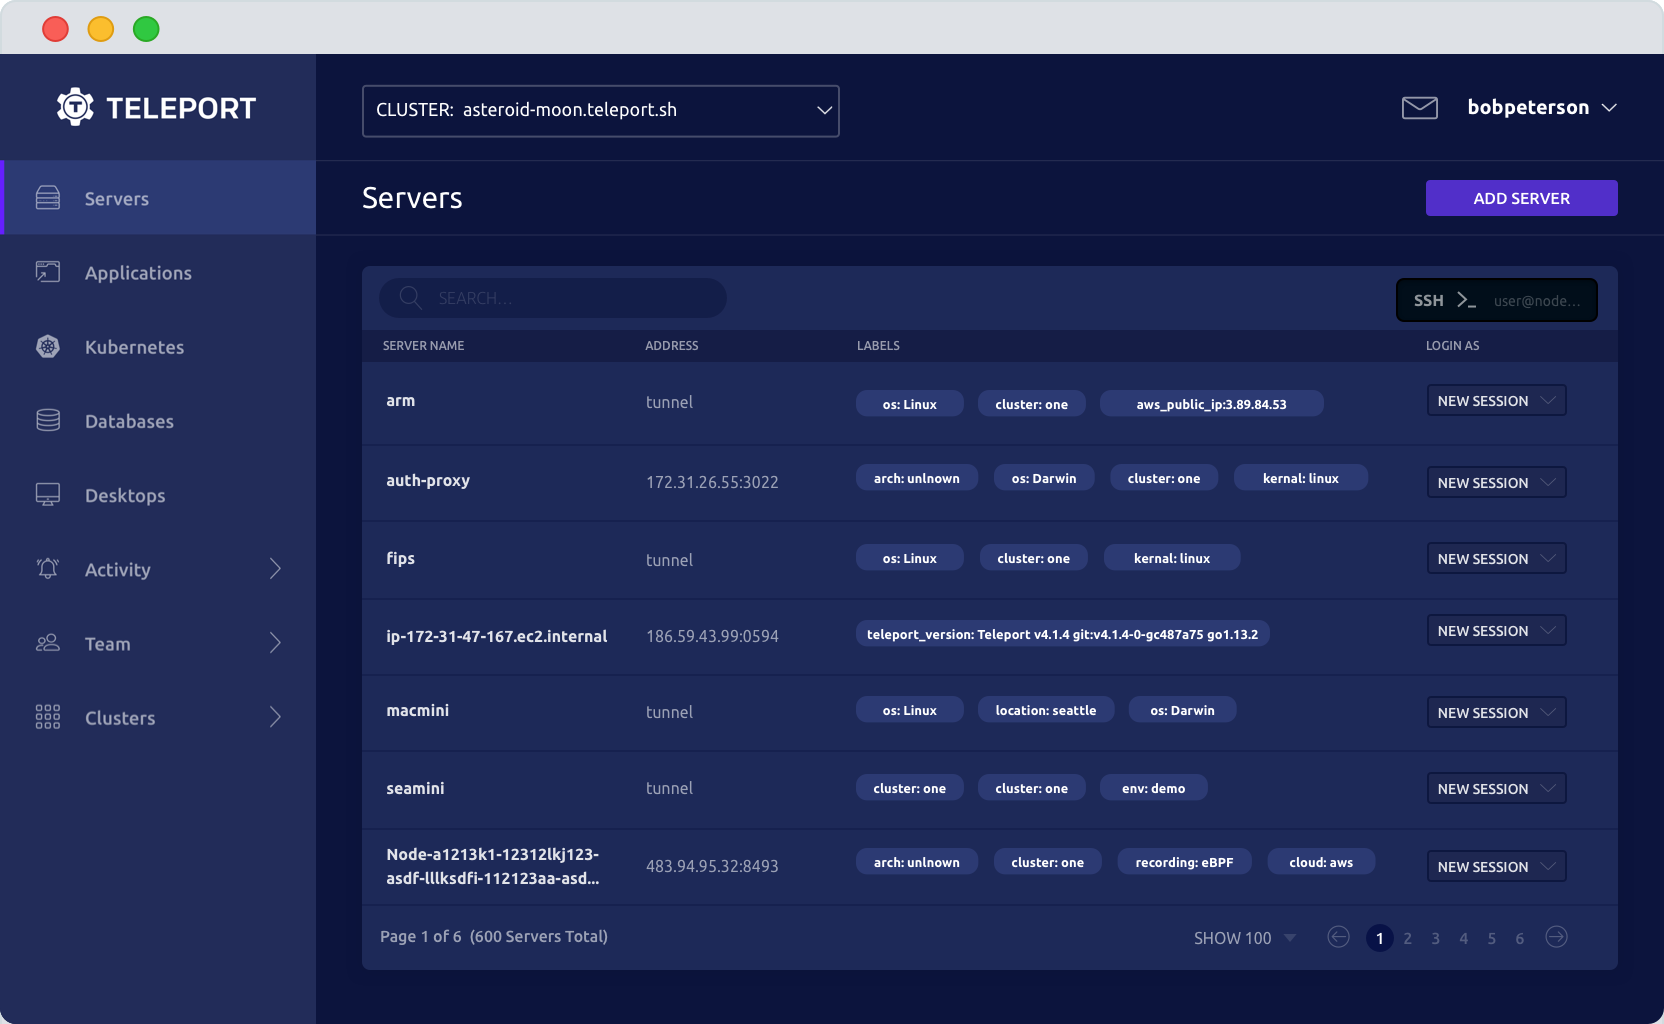 TELEPORT
CLUSTER: asteroid-moon.teleport.sh
bobpeterson
Servers
Applications
Kubernetes
Databases
Desktops
Activity
Team
Clusters
Servers
ADD SERVER
SEARCH...
SSH >_ user@node...
SERVER NAME ADDRESS LABELS LOGIN AS
arm tunnel os: Linux cluster: one aws_public_ip:3.89.84.53 NEW SESSION
auth-proxy 172.31.26.55:3022 arch: unlnown os: Darwin cluster: one kernal: linux NEW SESSION
fips tunnel os: Linux cluster: one kernal: linux NEW SESSION
ip-172-31-47-167.ec2.internal 186.59.43.99:0594 teleport_version: Teleport v4.1.4 git:v4.1.4-0-gc487a75 go1.13.2 NEW SESSION
macmini tunnel os: Linux location: seattle os: Darwin NEW SESSION
seamini tunnel cluster: one cluster: one env: demo NEW SESSION
Node-a1213k1-12312lkj123-
asdf-lllksdfi-112123aa-asd... 483.94.95.32:8493 arch: unlnown cluster: one recording: eBPF cloud: aws NEW SESSION
Page 1 of 6 (600 Servers Total) SHOW 100 1 2 3 4 5 6